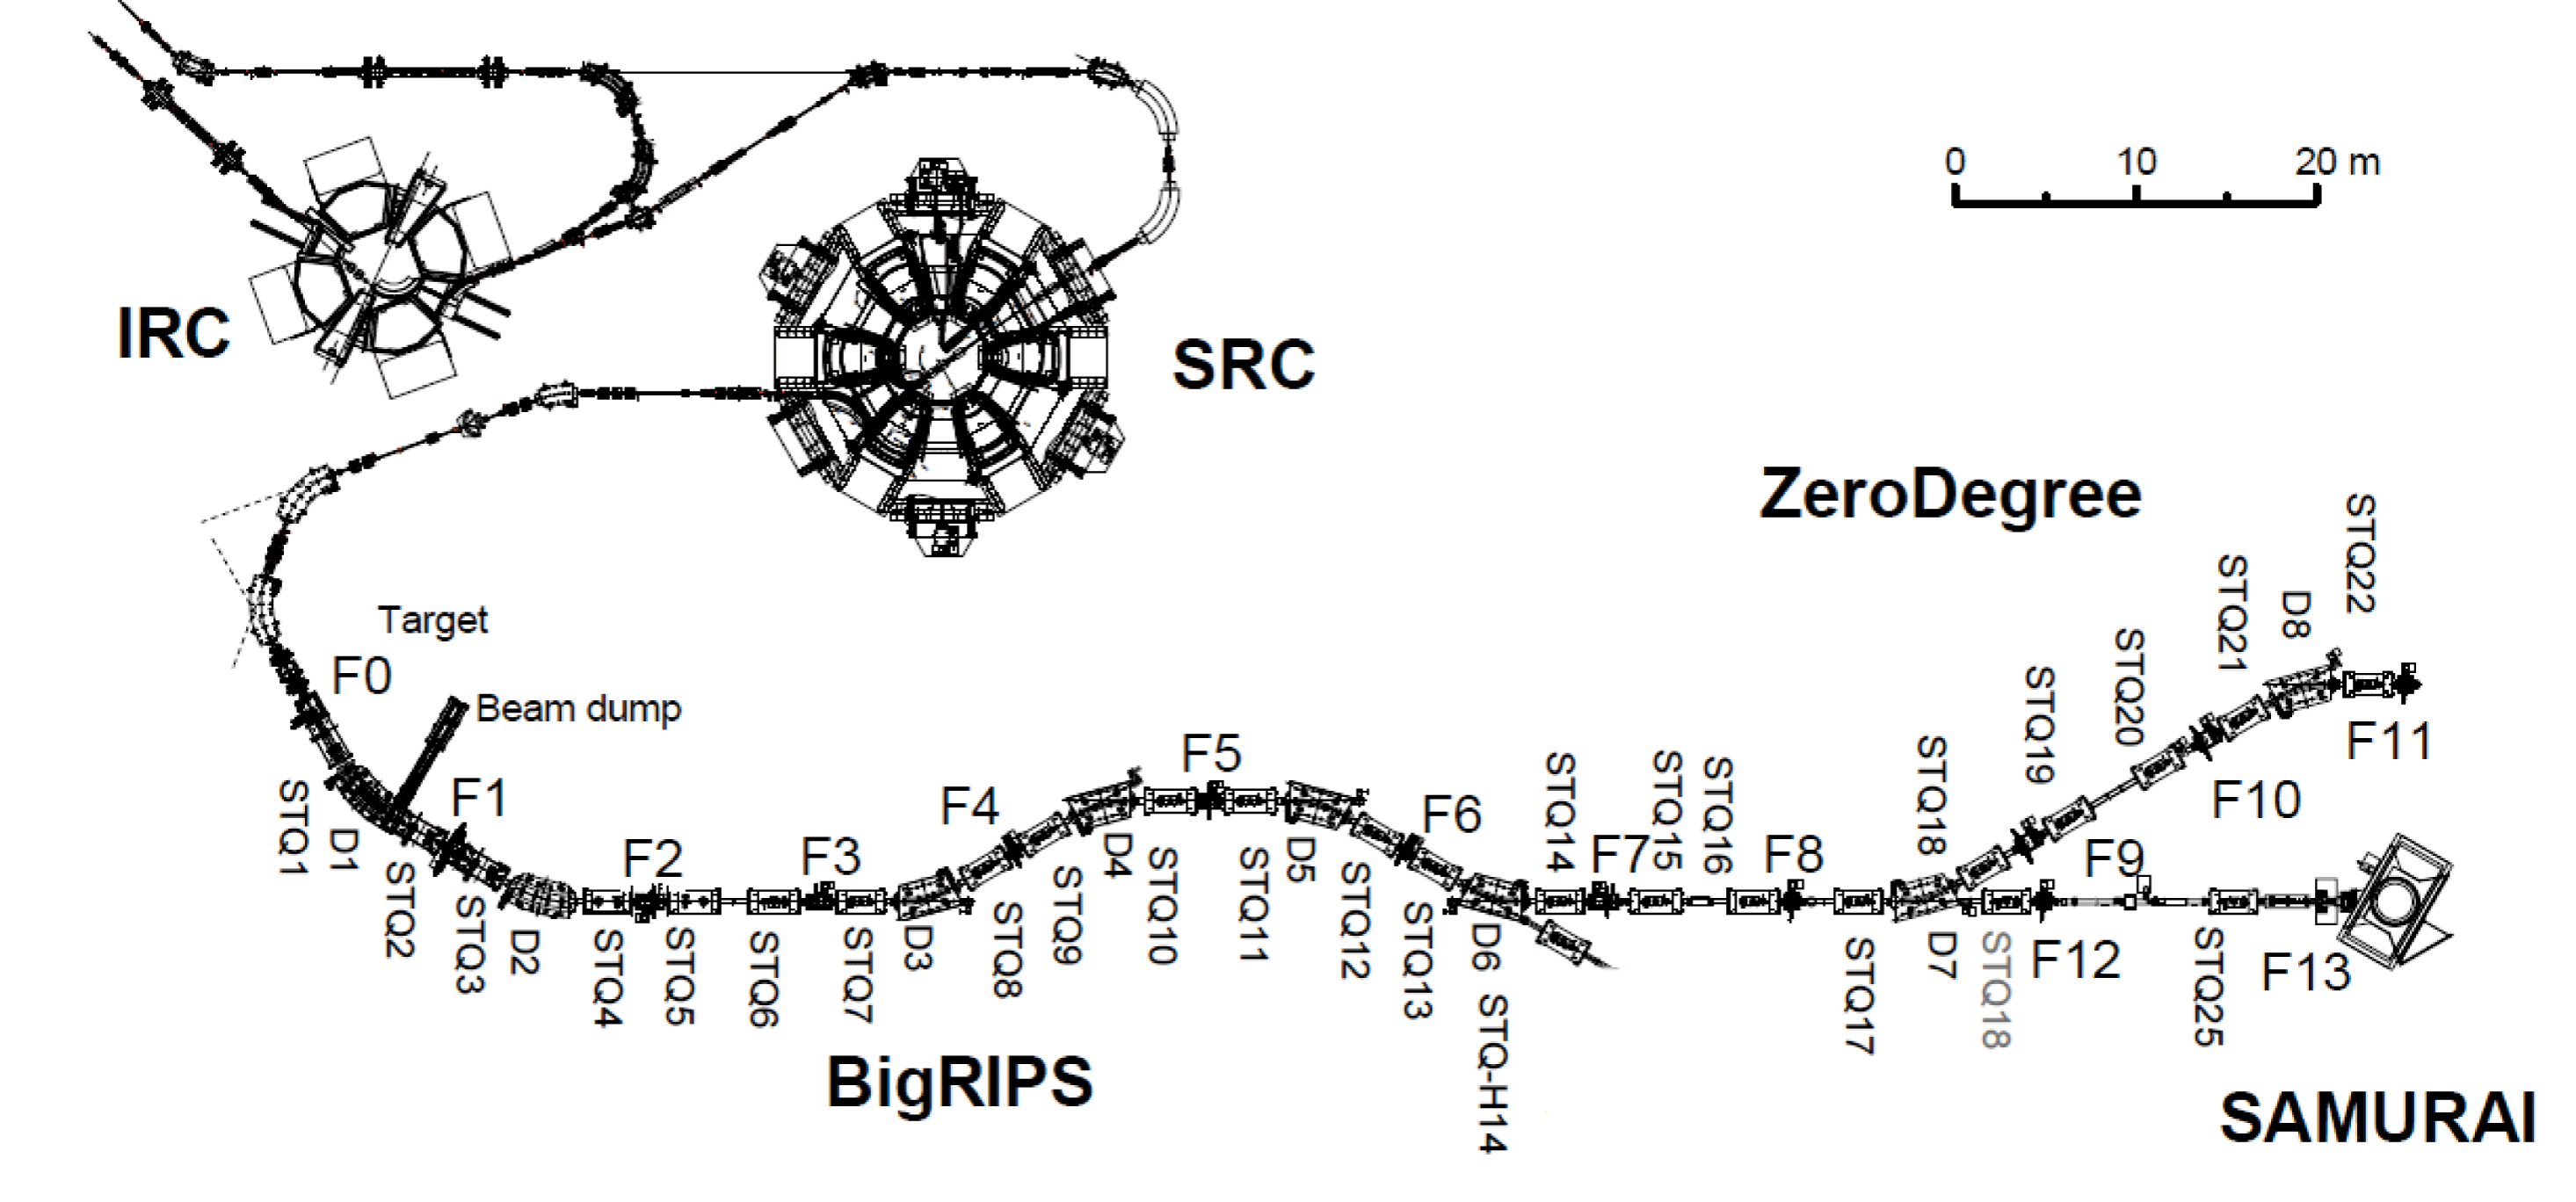 0 10 20 m
IRC
SRC
ZeroDegree
Target
F0
Beam dump
F1
F2
F3
F4
F5
F6
F7
F8
F9
F10
F11
F12
F13
STQ1
D1
STQ2
STQ3
D2
STQ4
STQ5
STQ6
STQ7
D3
STQ8
STQ9
D4
STQ10
STQ11
D5
STQ12
STQ13
D6
STQ-H14
STQ14
STQ15
STQ16
STQ17
STQ18
D7
STQ18
STQ19
STQ20
STQ21
D8
STQ22
STQ25
BigRIPS
SAMURAI